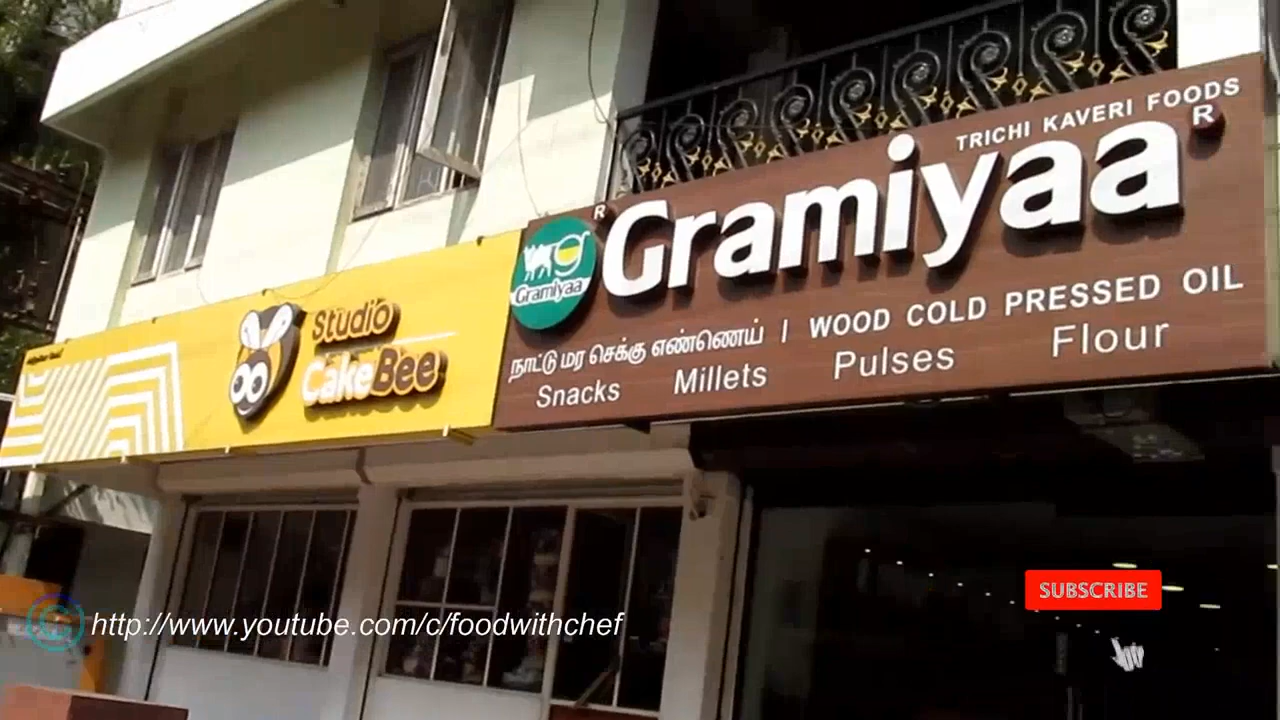 TRICHI KAVERI FOODS
R
Gramiyaa
R
Gramiyaa
நாட்டு மர செக்கு எண்ணெய் | WOOD COLD PRESSED OIL
Snacks Millets Pulses Flour
Studio
CakeBee
SUBSCRIBE
http://www.youtube.com/c/foodwithchef